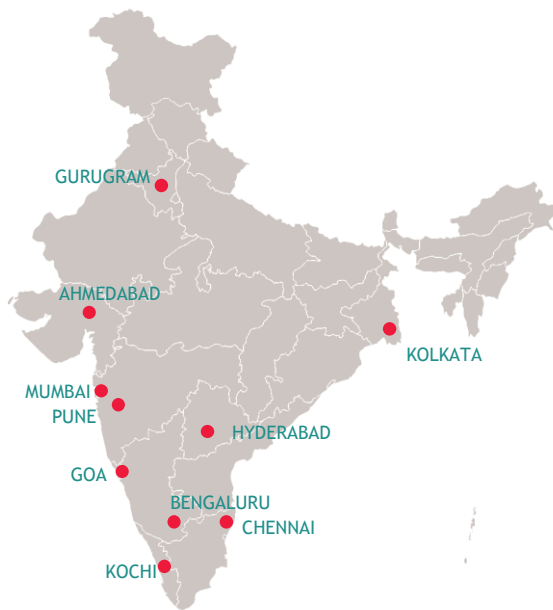 GURUGRAM
AHMEDABAD
KOLKATA
MUMBAI
PUNE
HYDERABAD
GOA
BENGALURU
CHENNAI
KOCHI